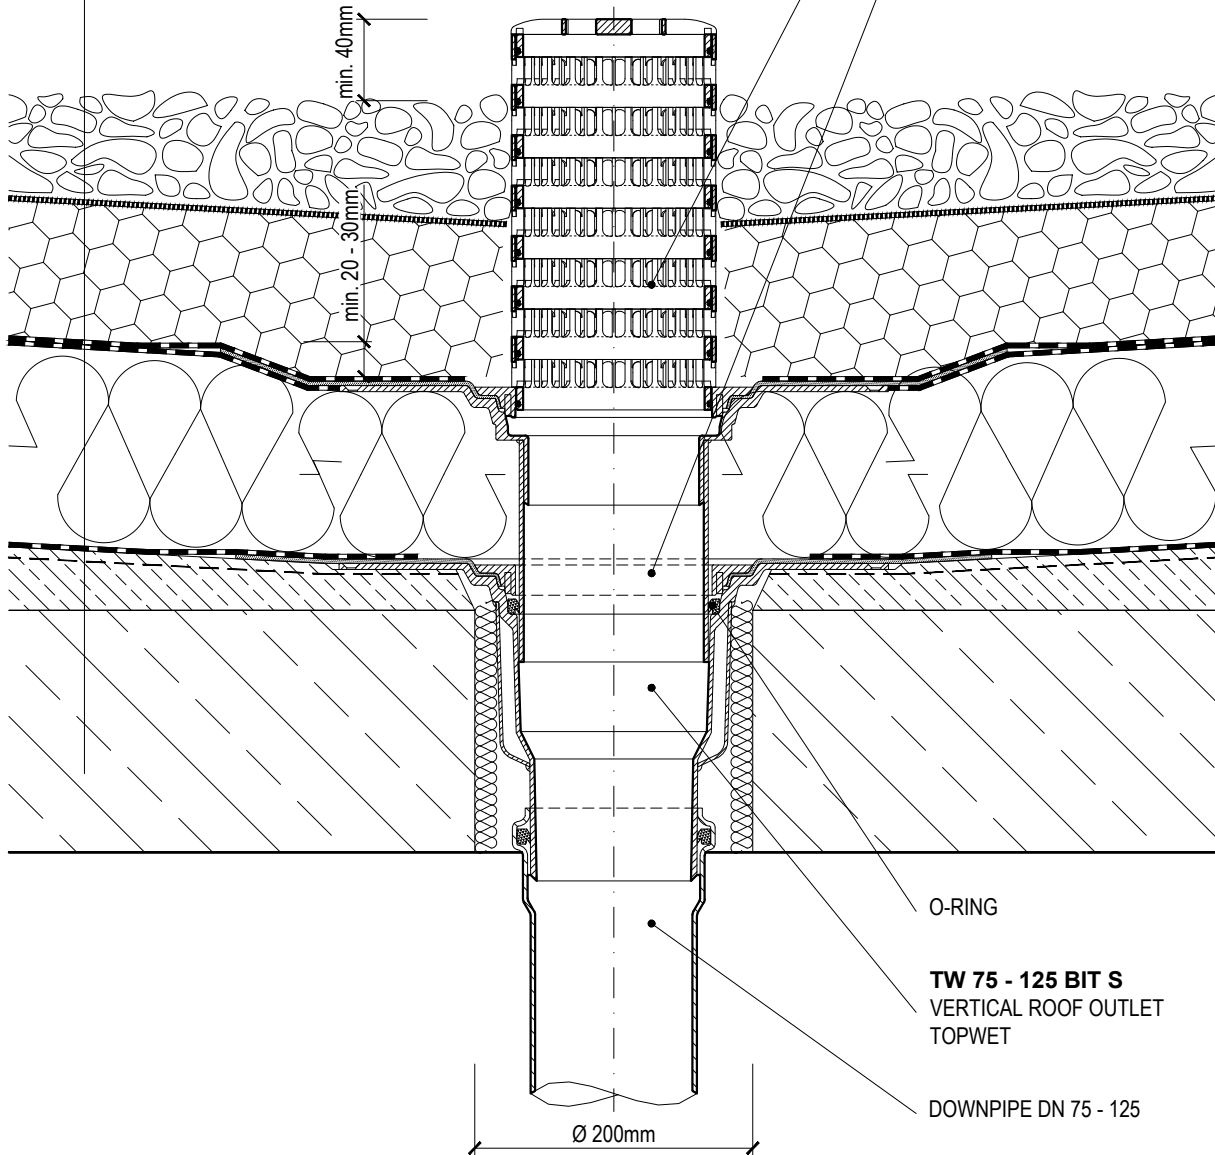 min. 40mm
min. 20 - 30mm
O-RING
TW 75 - 125 BIT S
VERTICAL ROOF OUTLET
TOPWET
DOWNPIPE DN 75 - 125
Ø 200mm